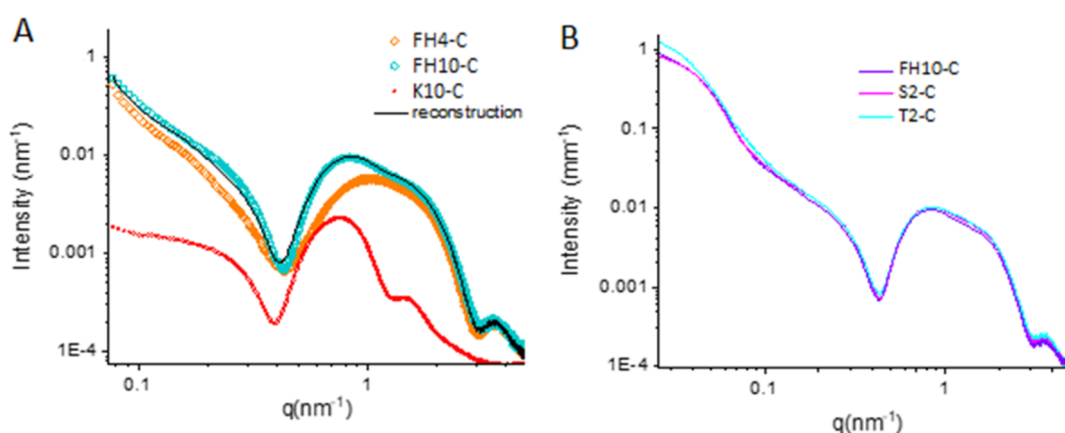 A
FH4-C
FH10-C
K10-C
reconstruction
1
0.01
0.001
1E-4
0.1
1
Intensity (nm⁻¹)
q(nm⁻¹)
B
FH10-C
S2-C
T2-C
1
0.1
0.01
0.001
1E-4
0.1
1
Intensity (mm⁻¹)
q(nm⁻¹)